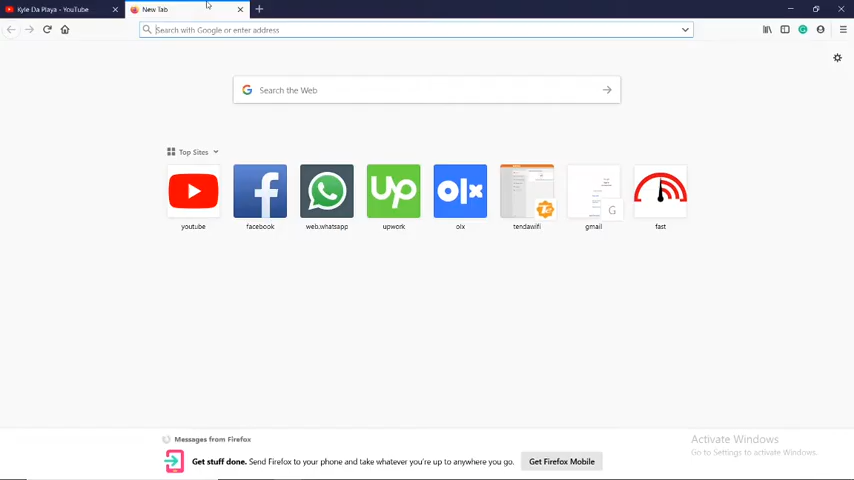 Kyle Da Playa - YouTube
New Tab
Search with Google or enter address
Search the Web
Top Sites
Up
olx
G
youtube
facebook
web.whatsapp
upwork
olx
tendawifi
gmail
fast
Messages from Firefox
Get stuff done. Send Firefox to your phone and take whatever you're up to anywhere you go.
Get Firefox Mobile
Activate Windows
Go to Settings to activate Windows.